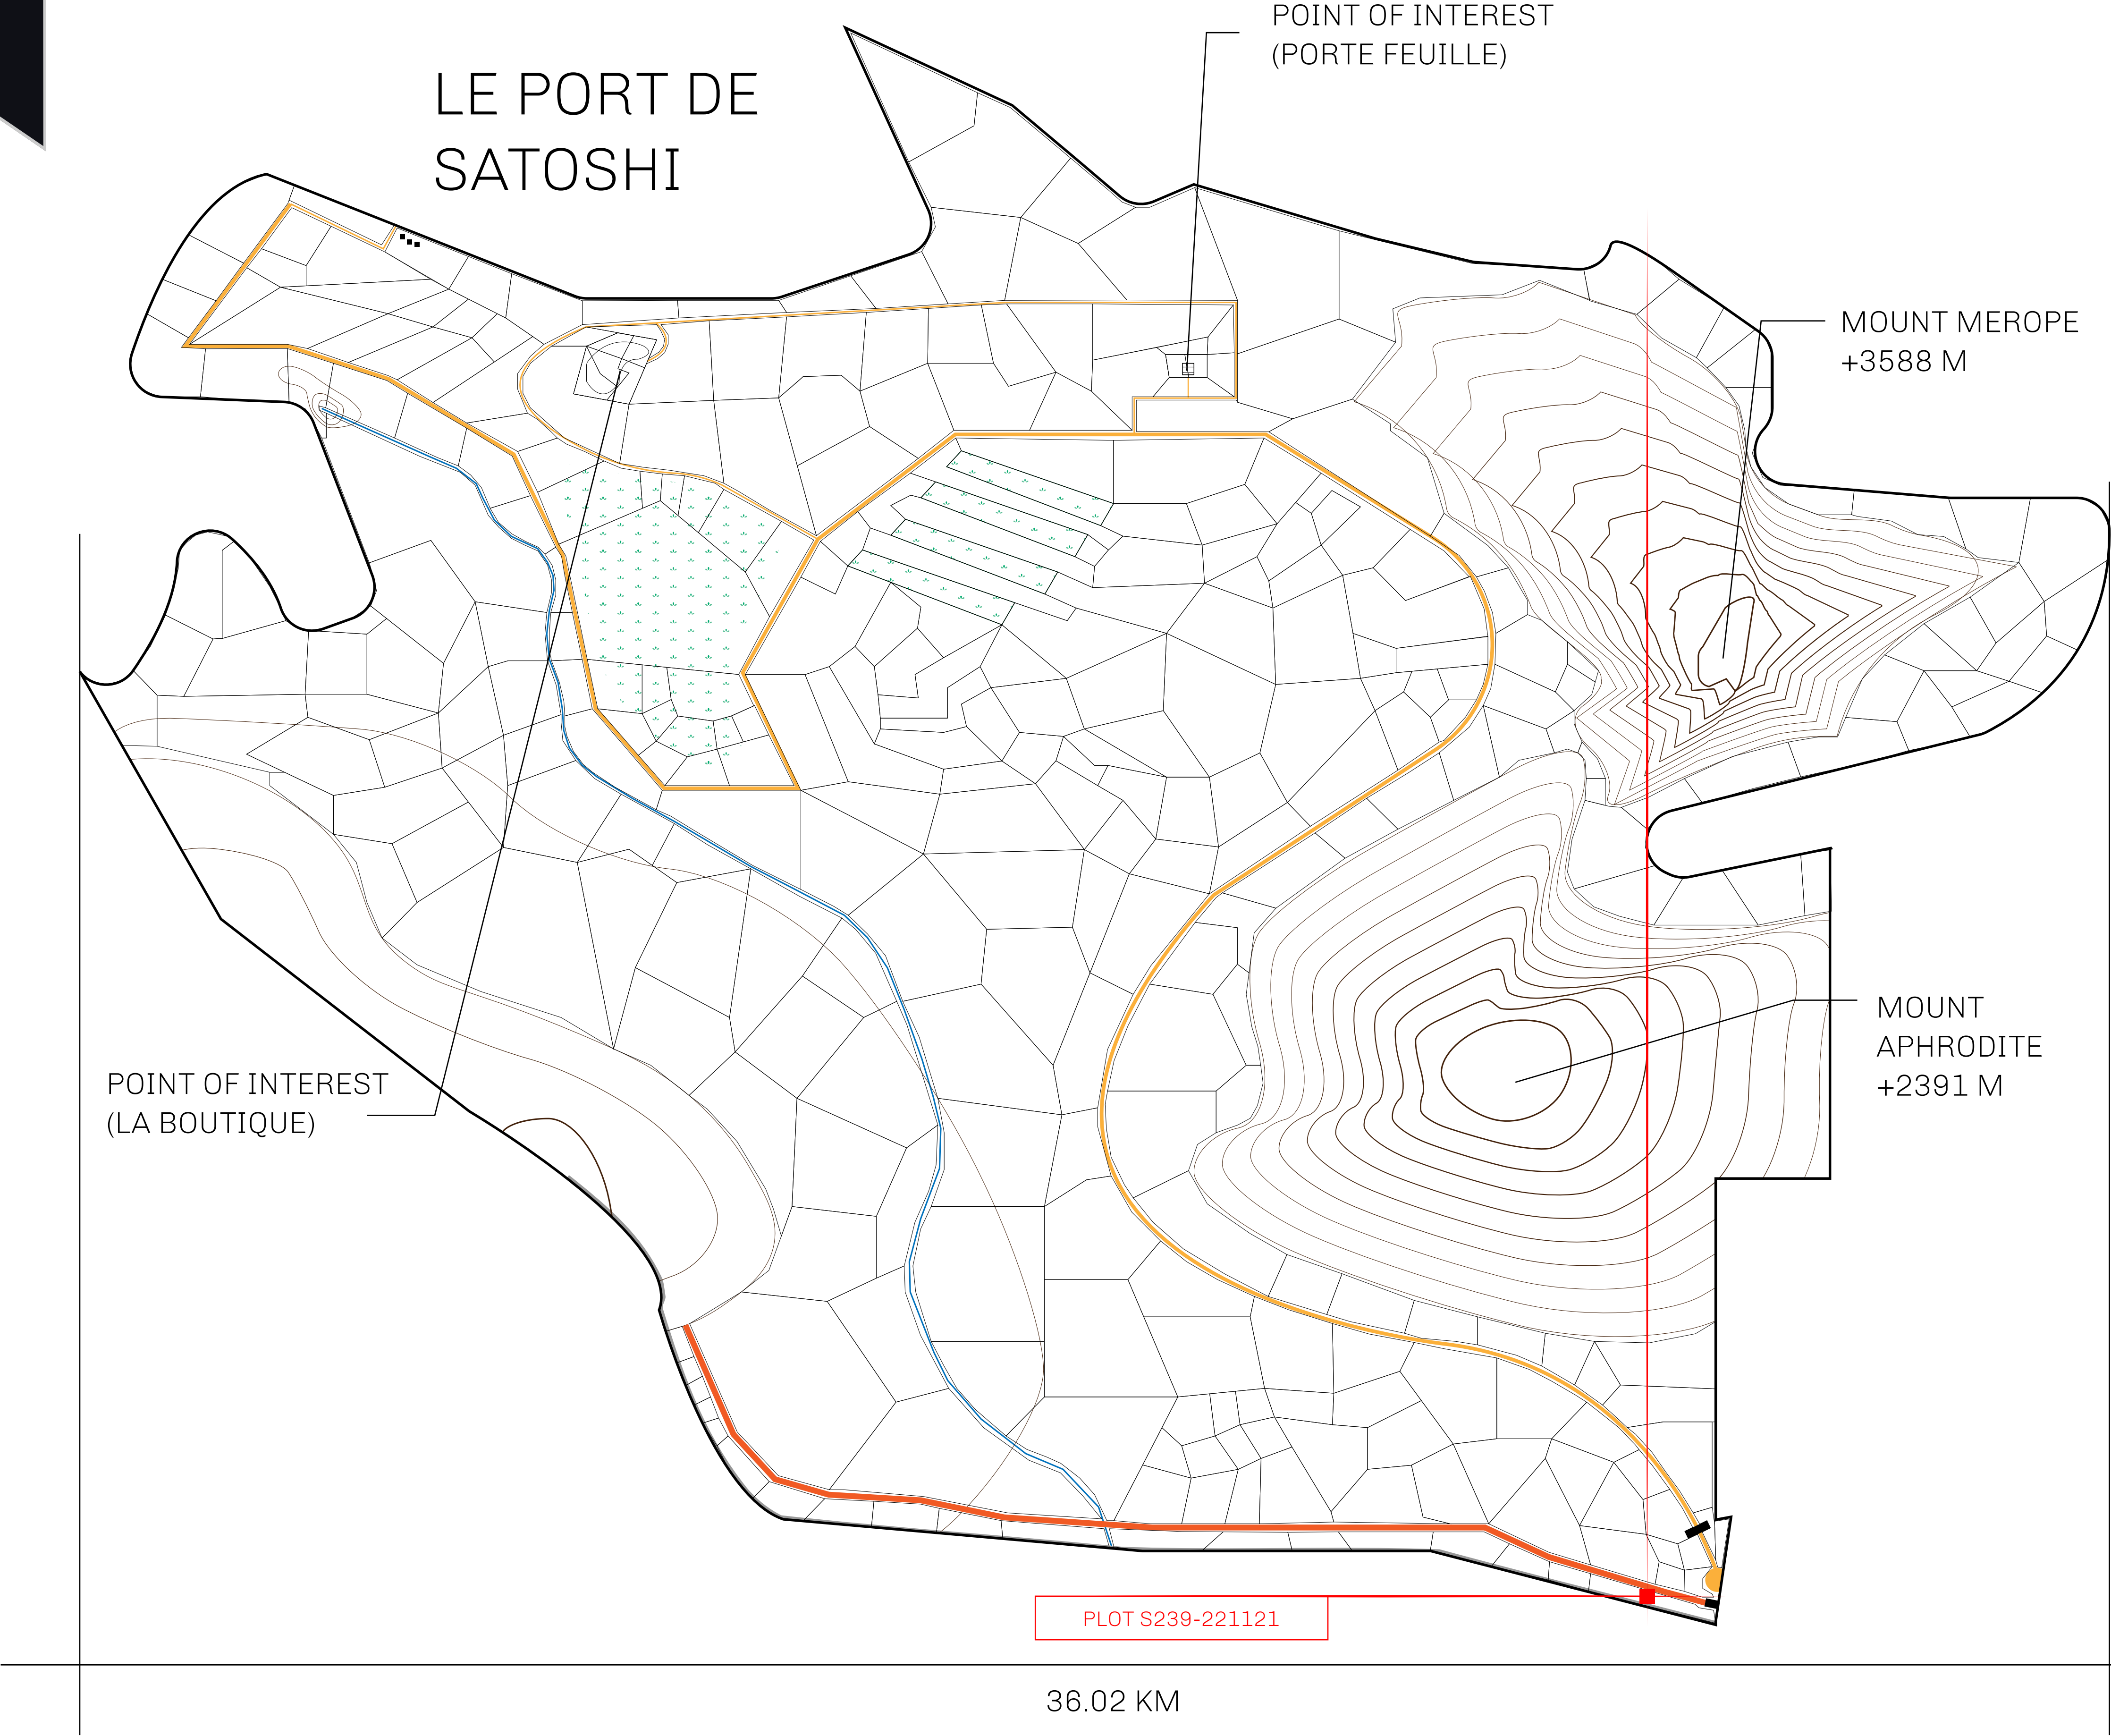 POINT OF INTEREST
(PORTE FEUILLE)
LE PORT DE
SATOSHI
MOUNT MEROPE
+3588 M
MOUNT
APHRODITE
+2391 M
POINT OF INTEREST
(LA BOUTIQUE)
PLOT S239-221121
36.02 KM